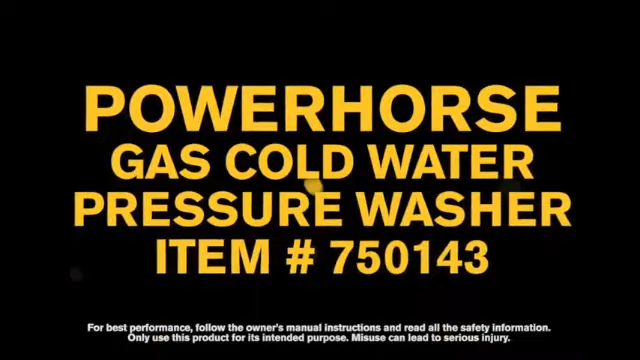 POWERHORSE
GAS COLD WATER
PRESSURE WASHER
ITEM # 750143
For best performance, follow the owner's manual instructions and read all the safety information.
Only use this product for its intended purpose. Misuse can lead to serious injury.